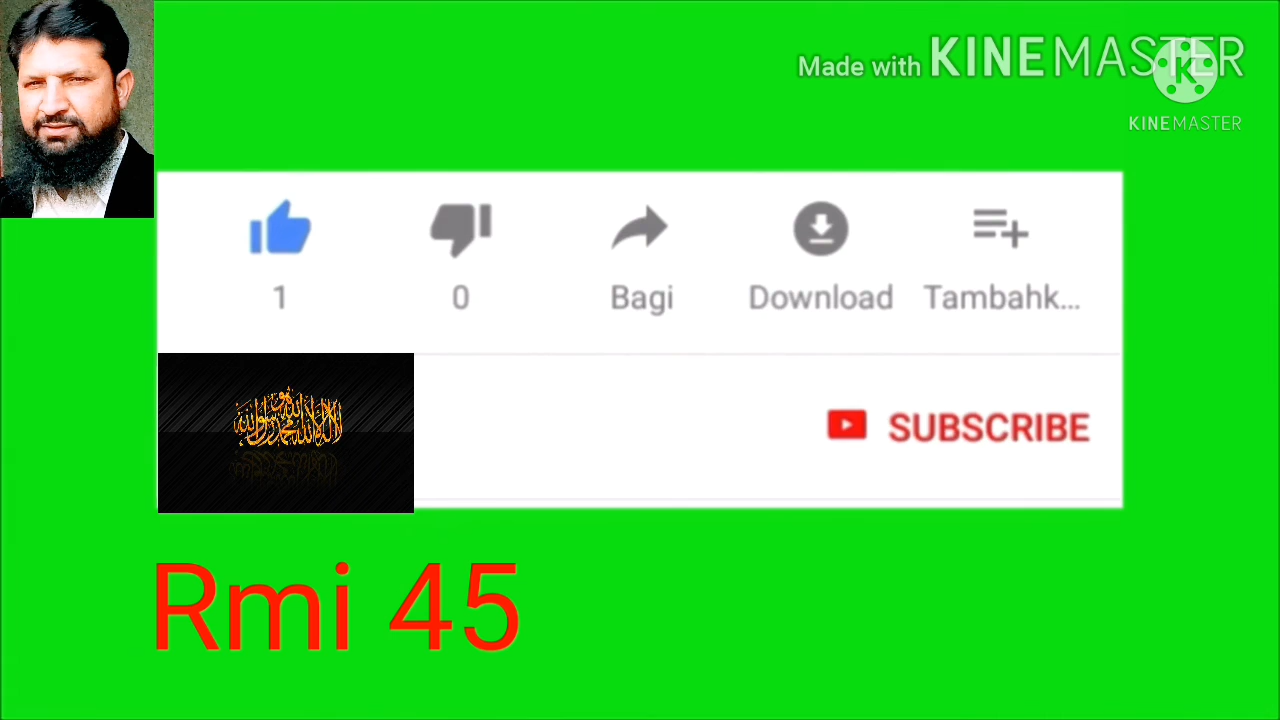 Made with KINEMASTER
K
KINEMASTER
1 0 Bagi Download Tambahk...
لا اله الا الله محمد رسول الله
SUBSCRIBE
Rmi 45